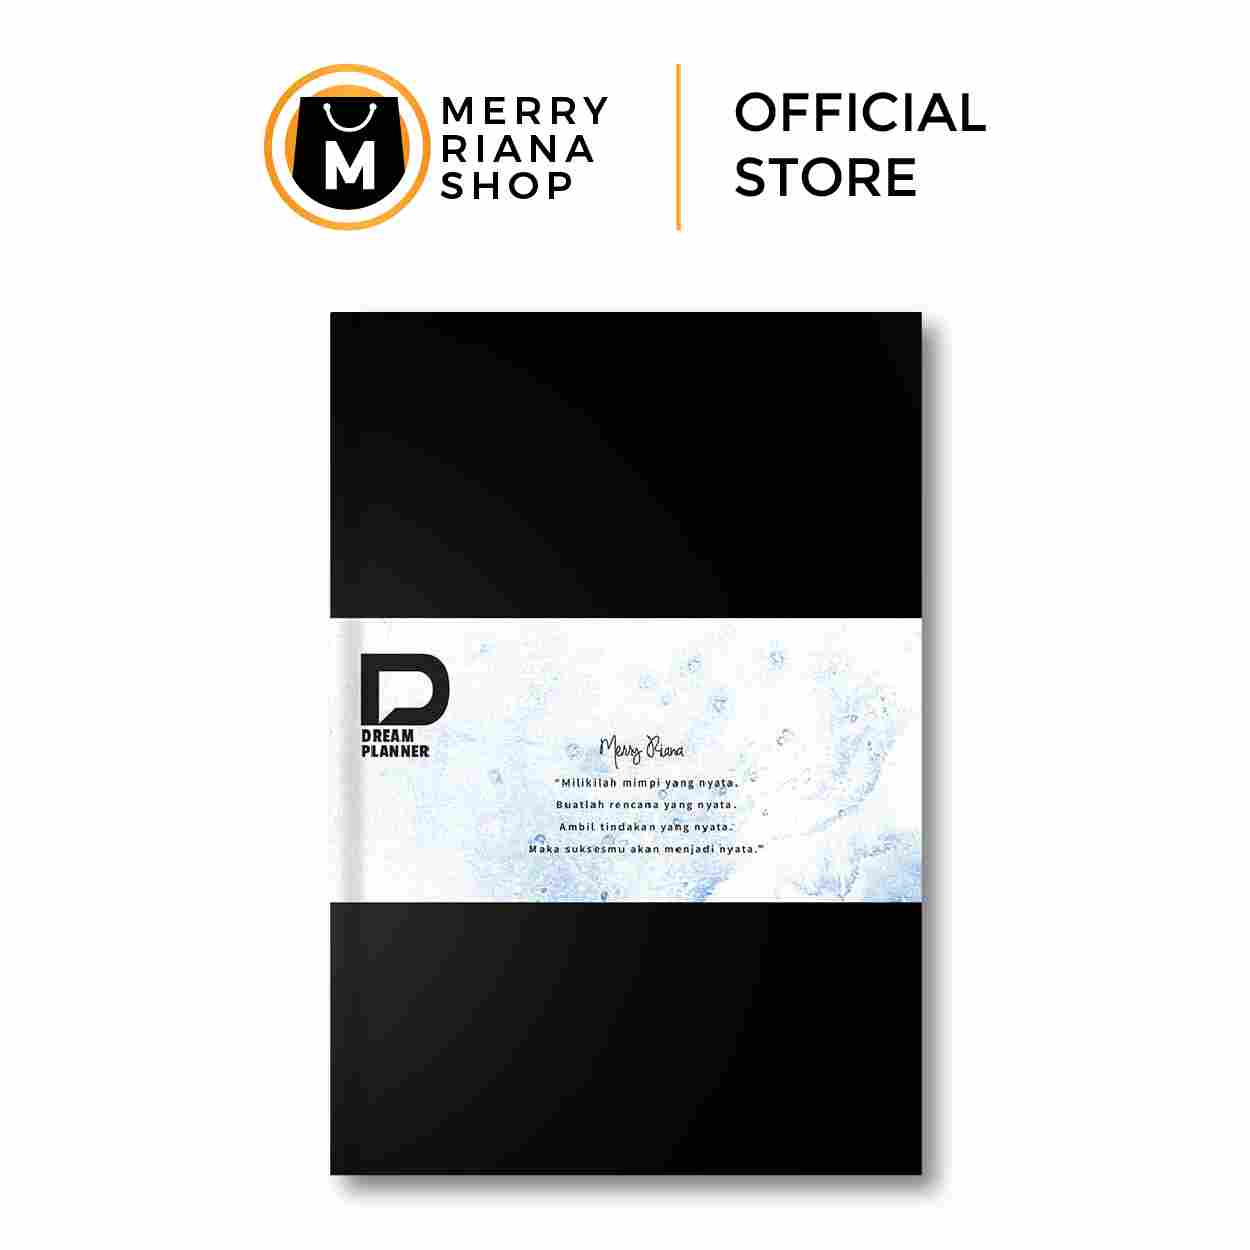 M
MERRY
RIANA
SHOP
OFFICIAL
STORE
DREAM
PLANNER
Merry Riana
"Milikilah mimpi yang nyata.
Buatlah rencana yang nyata.
Ambil tindakan yang nyata.
Maka suksesmu akan menjadi nyata."